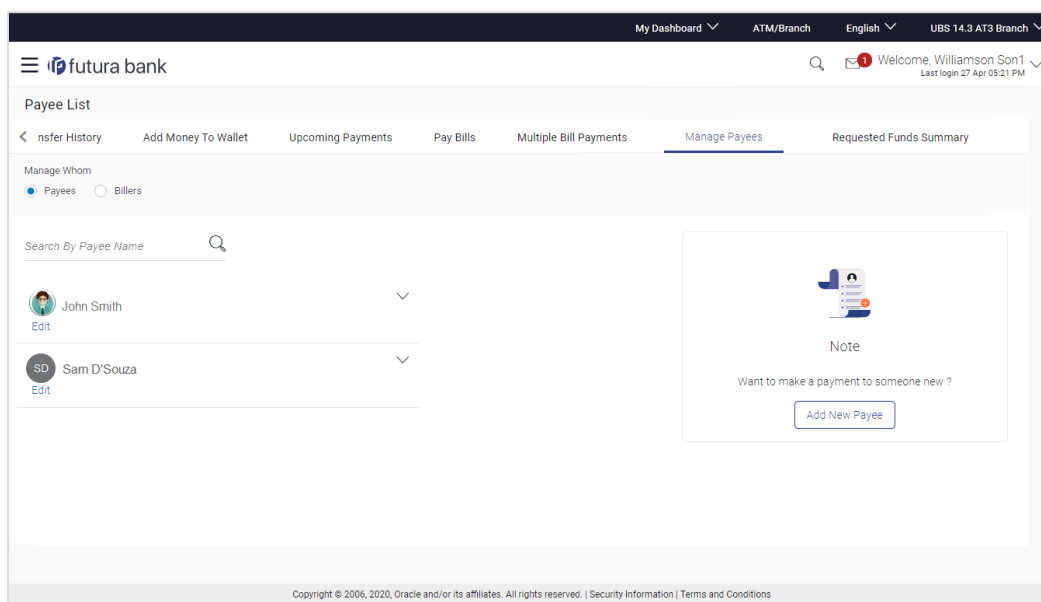 My Dashboard ATM/Branch English UBS 14.3 AT3 Branch
futura bank 1 Welcome, Williamson Son1
Last login 27 Apr 05:21 PM
Payee List
nsfer History Add Money To Wallet Upcoming Payments Pay Bills Multiple Bill Payments Manage Payees Requested Funds Summary
Manage Whom
Payees Billers
Search By Payee Name
John Smith
Edit
SD Sam D'Souza
Edit
Note
Want to make a payment to someone new ?
Add New Payee
Copyright © 2006, 2020, Oracle and/or its affiliates. All rights reserved. | Security Information | Terms and Conditions